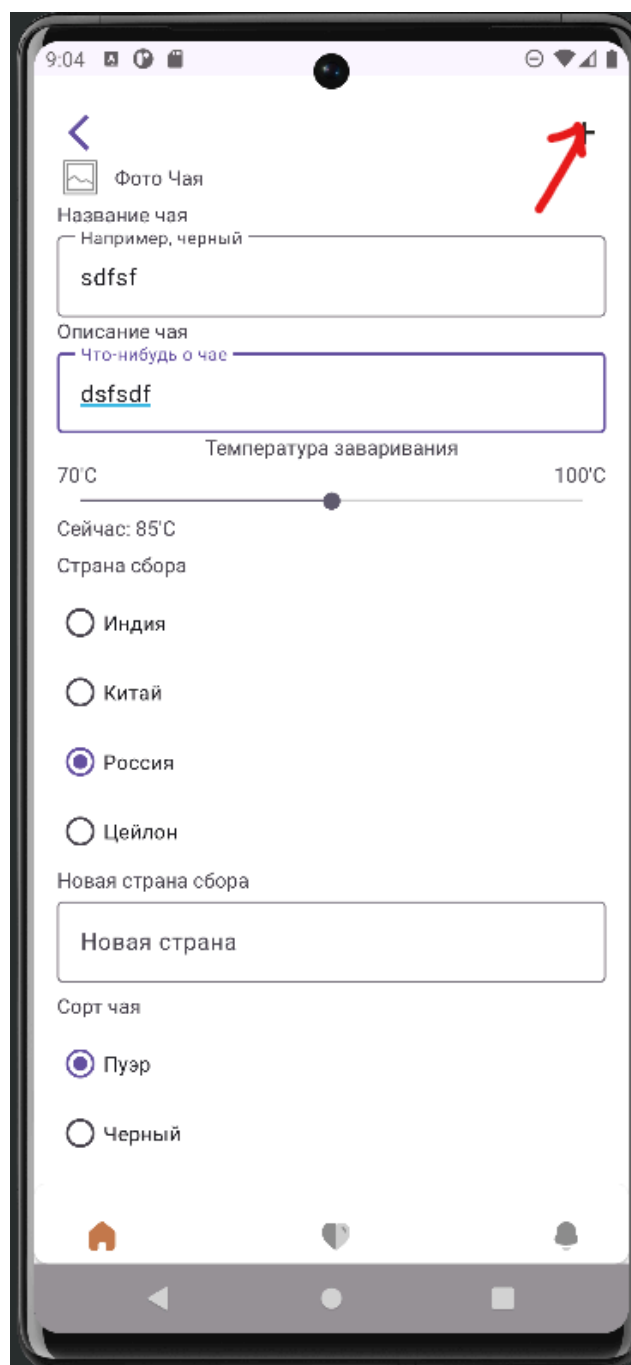 9:04
Фото Чая
Название чая
Например, черный
sdfsf
Описание чая
Что-нибудь о чае
dsfsdf
Температура заваривания
70'C 100'C
Сейчас: 85'C
Страна сбора
Индия
Китай
Россия
Цейлон
Новая страна сбора
Новая страна
Сорт чая
Пуэр
Черный